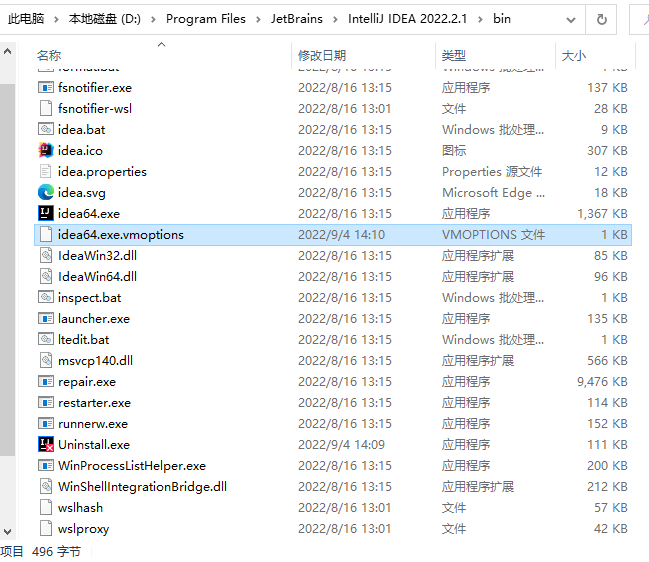 此电脑 › 本地磁盘 (D:) › Program Files › JetBrains › IntelliJ IDEA 2022.2.1 › bin
名称 修改日期 类型 大小
format.bat 2022/8/16 13:15 Windows 批处理... 1 KB
fsnotifier.exe 2022/8/16 13:15 应用程序 137 KB
fsnotifier-wsl 2022/8/16 13:01 文件 28 KB
idea.bat 2022/8/16 13:15 Windows 批处理... 9 KB
idea.ico 2022/8/16 13:15 图标 307 KB
idea.properties 2022/8/16 13:15 Properties 源文件 12 KB
idea.svg 2022/8/16 13:15 Microsoft Edge ... 18 KB
idea64.exe 2022/8/16 13:15 应用程序 1,367 KB
idea64.exe.vmoptions 2022/9/4 14:10 VMOPTIONS 文件 1 KB
IdeaWin32.dll 2022/8/16 13:15 应用程序扩展 85 KB
IdeaWin64.dll 2022/8/16 13:15 应用程序扩展 96 KB
inspect.bat 2022/8/16 13:15 Windows 批处理... 1 KB
launcher.exe 2022/8/16 13:15 应用程序 135 KB
ltedit.bat 2022/8/16 13:15 Windows 批处理... 1 KB
msvcp140.dll 2022/8/16 13:15 应用程序扩展 566 KB
repair.exe 2022/8/16 13:15 应用程序 9,476 KB
restarter.exe 2022/8/16 13:15 应用程序 114 KB
runnerw.exe 2022/8/16 13:15 应用程序 152 KB
Uninstall.exe 2022/9/4 14:09 应用程序 111 KB
WinProcessListHelper.exe 2022/8/16 13:15 应用程序 200 KB
WinShellIntegrationBridge.dll 2022/8/16 13:15 应用程序扩展 212 KB
wslhash 2022/8/16 13:01 文件 57 KB
wslproxy 2022/8/16 13:01 文件 42 KB
项目 496 字节